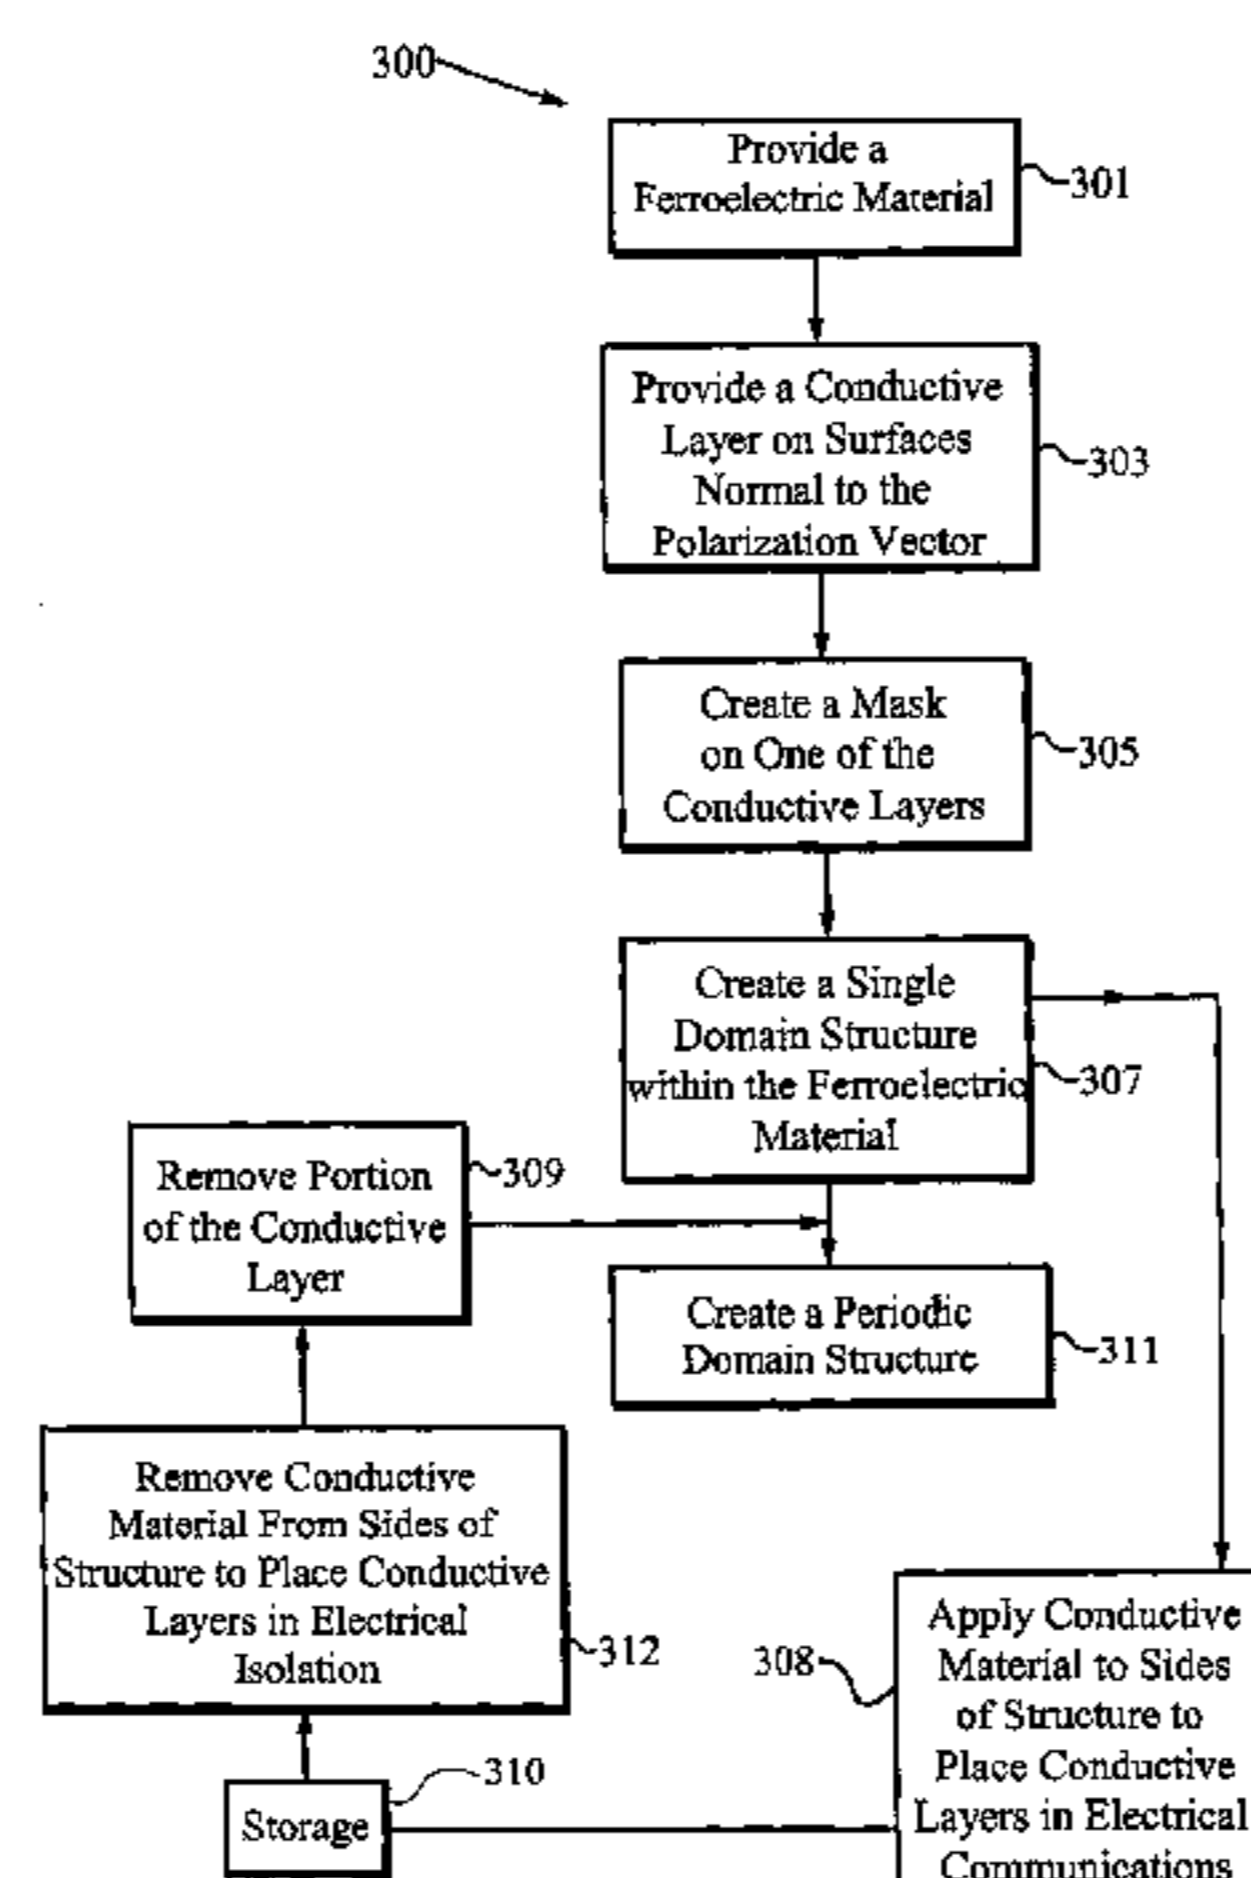 300
Provide a
Ferroelectric Material
301
Provide a Conductive
Layer on Surfaces
Normal to the
Polarization Vector
303
Create a Mask
on One of the
Conductive Layers
305
Create a Single
Domain Structure
within the Ferroelectric
Material
307
Remove Portion
of the Conductive
Layer
309
Create a Periodic
Domain Structure
311
Remove Conductive
Material From Sides of
Structure to Place Conductive
Layers in Electrical
Isolation
312
308
Apply Conductive
Material to Sides
of Structure to
Place Conductive
Layers in Electrical
Communications
310
Storage